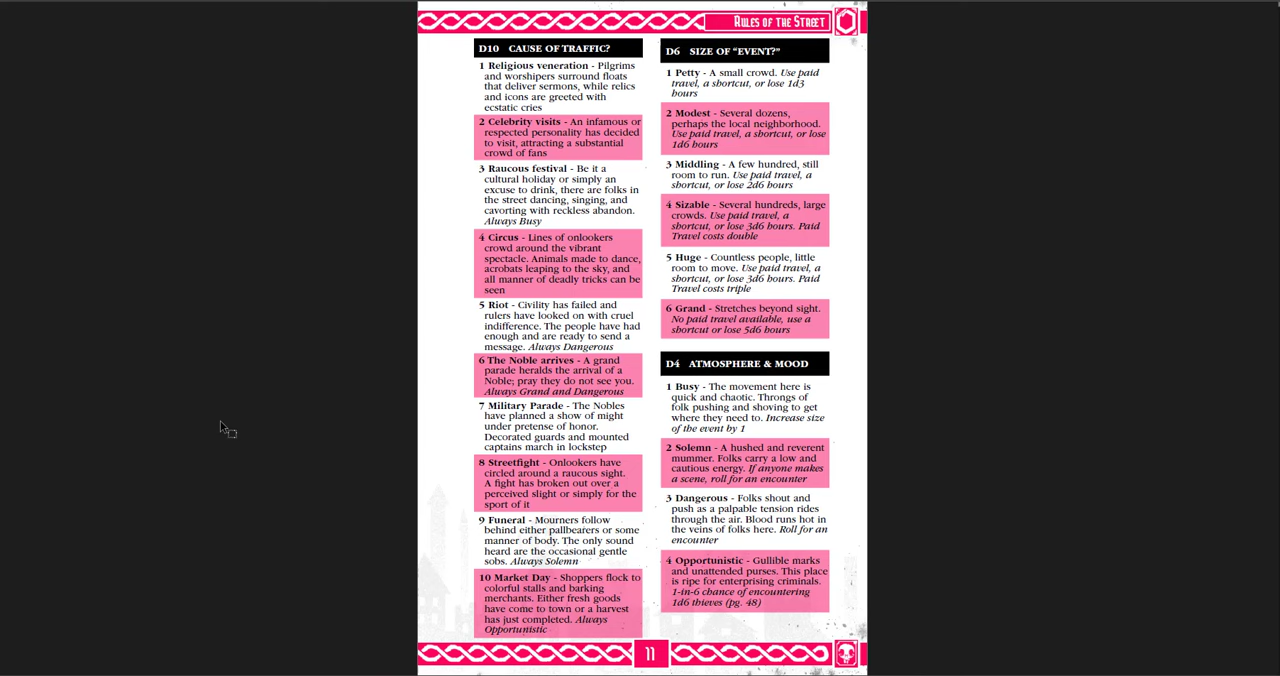 Rules of the Street
D10 CAUSE OF TRAFFIC?
1 Religious veneration - Pilgrims
and worshipers surround floats
that deliver sermons, while relics
and icons are greeted with
ecstatic cries
2 Celebrity visits - An infamous or
respected personality has decided
to visit, attracting a substantial
crowd of fans
3 Raucous festival - Be it a
cultural holiday or simply an
excuse to drink, there are folks in
the street dancing, singing, and
cavorting with reckless abandon.
Always Busy
4 Circus - Lines of onlookers
crowd around the vibrant
spectacle. Animals made to dance,
acrobats leaping to the sky, and
all manner of deadly tricks can be
seen
5 Riot - Civility has failed and
rulers have looked on with cruel
indifference. The people have had
enough and are ready to send a
message. Always Dangerous
6 The Noble arrives - A grand
parade heralds the arrival of a
Noble; pray they do not see you.
Always Grand and Dangerous
7 Military Parade - The Nobles
have planned a show of might
under pretense of honor.
Decorated guards and mounted
captains march in lockstep
8 Streetfight - Onlookers have
circled around a raucous sight.
A fight has broken out over a
perceived slight or simply for the
sport of it
9 Funeral - Mourners follow
behind either pallbearers or some
manner of body. The only sound
heard are the occasional gentle
sobs. Always Solemn
10 Market Day - Shoppers flock to
colorful stalls and barking
merchants. Either fresh goods
have come to town or a harvest
has just completed. Always
Opportunistic
D6 SIZE OF "EVENT?"
1 Petty - A small crowd. Use paid
travel, a shortcut, or lose 1d3
hours
2 Modest - Several dozens,
perhaps the local neighborhood.
Use paid travel, a shortcut, or lose
1d6 hours
3 Middling - A few hundred, still
room to run. Use paid travel, a
shortcut, or lose 2d6 hours
4 Sizable - Several hundreds, large
crowds. Use paid travel, a
shortcut, or lose 3d6 hours. Paid
Travel costs double
5 Huge - Countless people, little
room to move. Use paid travel, a
shortcut, or lose 3d6 hours. Paid
Travel costs triple
6 Grand - Stretches beyond sight.
No paid travel available, use a
shortcut or lose 5d6 hours
D4 ATMOSPHERE & MOOD
1 Busy - The movement here is
quick and chaotic. Throngs of
folk pushing and shoving to get
where they need to. Increase size
of the event by 1
2 Solemn - A hushed and reverent
mummer. Folks carry a low and
cautious energy. If anyone makes
a scene, roll for an encounter
3 Dangerous - Folks shout and
push as a palpable tension rides
through the air. Blood runs hot in
the veins of folks here. Roll for an
encounter
4 Opportunistic - Gullible marks
and unattended purses. This place
is ripe for enterprising criminals.
1-in-6 chance of encountering
1d6 thieves (pg. 48)
11